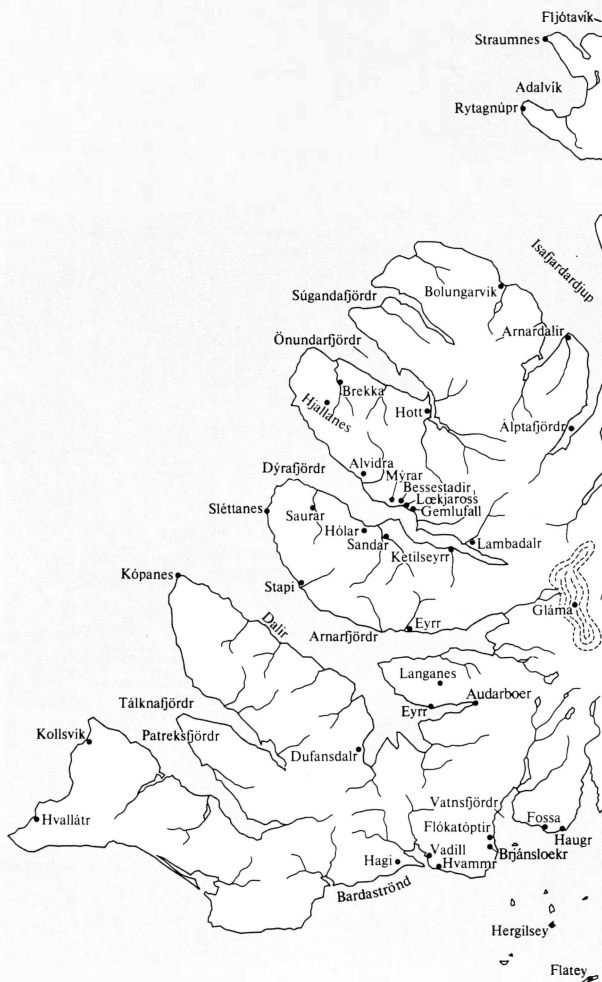 Fljótavík
Straumnes
Adalvík
Rytagnúpr
Isafjardardjup
Súgandafjördr
Bolungarvik
Arnardalir
Önundarfjördr
Brekka
Hjallanes
Hott
Álptafjördr
Alvidra
Mýrar
Bessestadir
Lœkjaross
Gemlufall
Dýrafjördr
Sléttanes
Saurar
Hólar
Sandar
Ketilseyrr
Lambadalr
Kópanes
Stapi
Gláma
Dalir
Eyrr
Arnarfjördr
Langanes
Audarboer
Eyrr
Tálknafjördr
Kollsvik
Patreksfjördr
Dufansdalr
Vatnsfjördr
Hvallátr
Flókatóptir
Fossa
Haugr
Brjánsloekr
Vadill
Hagi
Hvammr
Bardaströnd
Hergilsey
Flatey